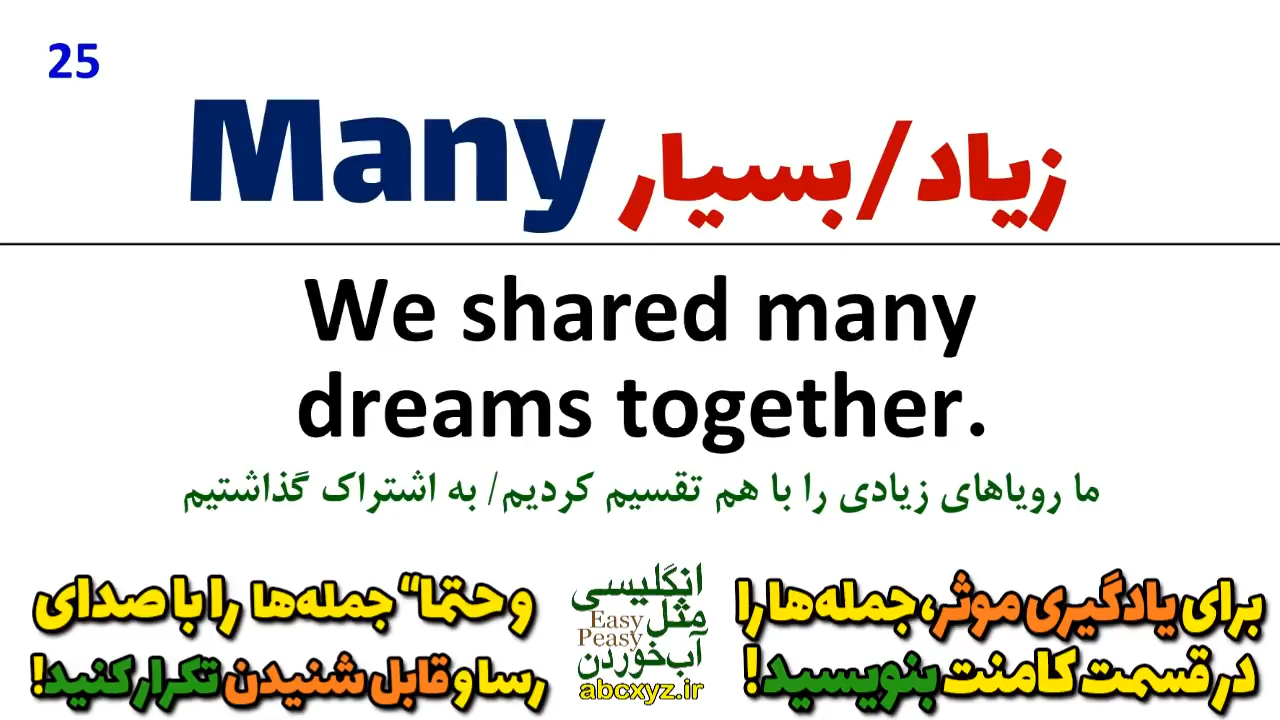 25
Many زیاد/بسیار
We shared many
dreams together.
ما رویاهای زیادی را با هم تقسیم کردیم/ به اشتراک گذاشتیم
برای یادگیری موثر، جمله‌ها را
در قسمت کامنت بنویسید!
انگلیسی
مثل
Easy
Peasy
آب‌خوردن
abcxyz.ir
و حتما“ جمله‌ها را با صدای
رسا و قابل شنیدن تکرار کنید!